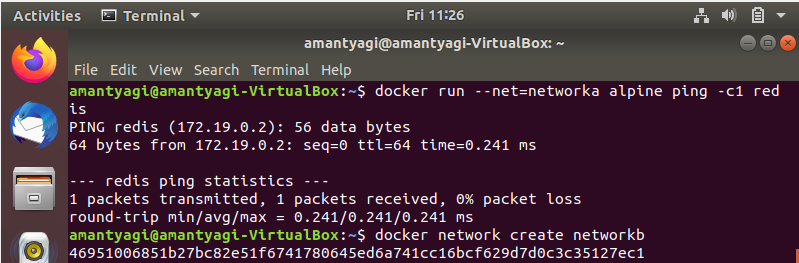 Activities Terminal Fri 11:26
amantyagi@amantyagi-VirtualBox: ~
File Edit View Search Terminal Help
amantyagi@amantyagi-VirtualBox:~$ docker run --net=networka alpine ping -c1 red
is
PING redis (172.19.0.2): 56 data bytes
64 bytes from 172.19.0.2: seq=0 ttl=64 time=0.241 ms
--- redis ping statistics ---
1 packets transmitted, 1 packets received, 0% packet loss
round-trip min/avg/max = 0.241/0.241/0.241 ms
amantyagi@amantyagi-VirtualBox:~$ docker network create networkb
46951006851b27bc82e51f6741780645ed6a741cc16bcf629d7d0c3c35127ec1